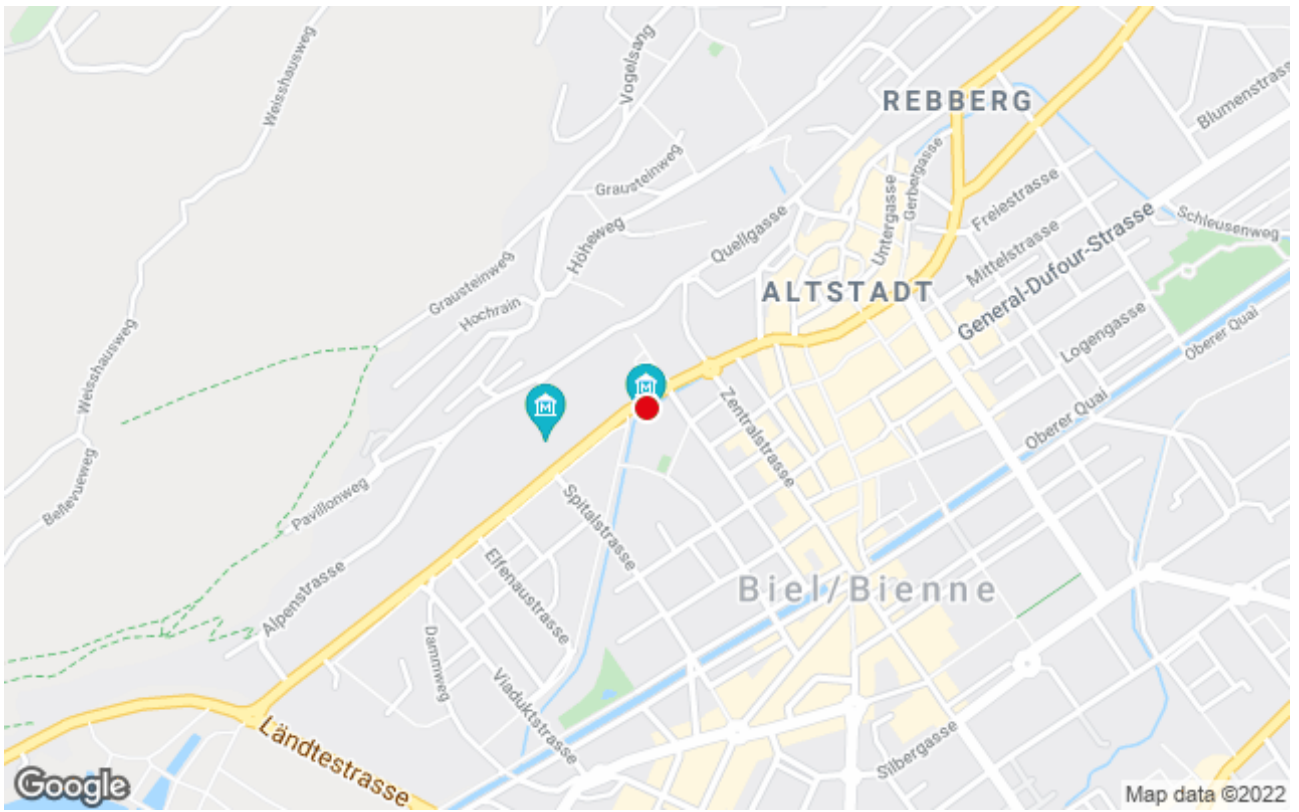 Weisshausweg
Vogelsang
REBBERG
Blumenstrasse
Grausteinweg
Gerbergasse
Untergasse
Freiestrasse
Schleusenweg
Quellgasse
Höheweg
Mittelstrasse
General-Dufour-Strasse
Grausteinweg
Hochrain
ALTSTADT
Logengasse
Oberer Quai
Weisshausweg
M
M
Zentralstrasse
Oberer Quai
Bellevueweg
Pavillonweg
Spitalstrasse
Elfenaustrasse
Biel/Bienne
Alpenstrasse
Dammweg
Viaduktstrasse
Ländtestrasse
Silbergasse
Google
Map data ©2022